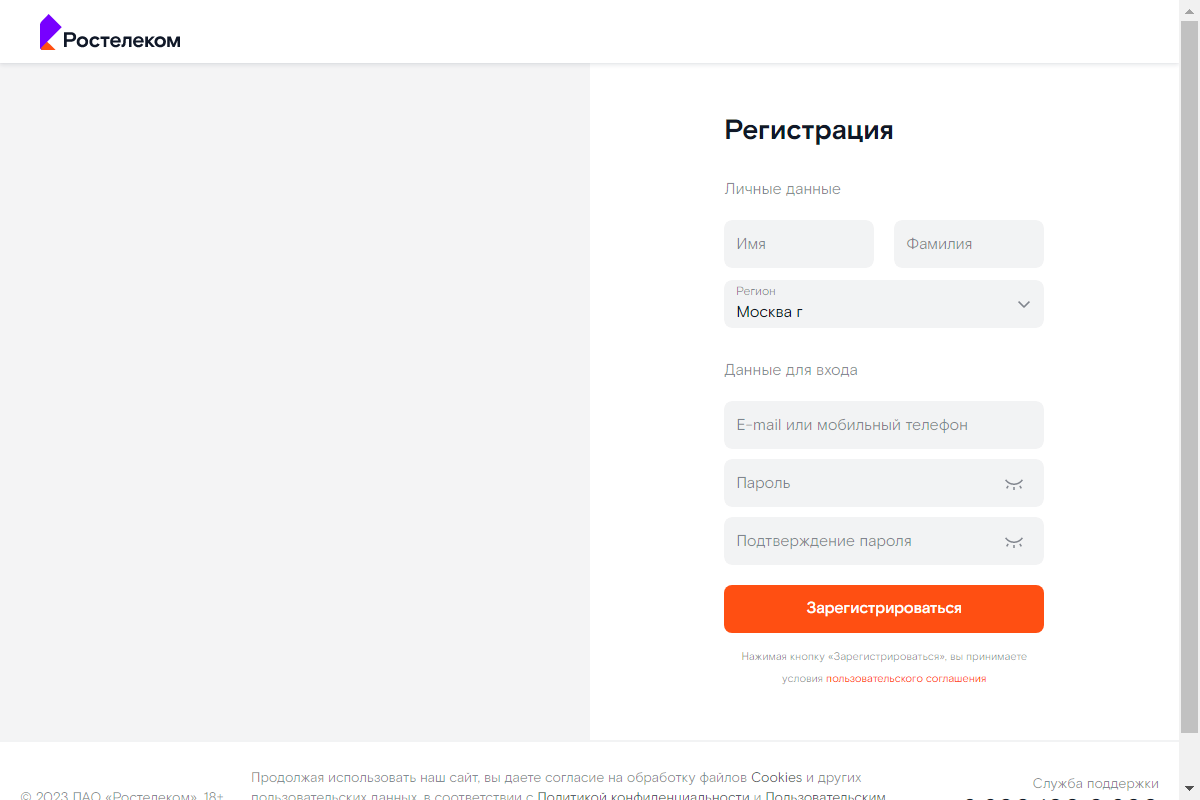 Ростелеком
Регистрация
Личные данные
Имя
Фамилия
Регион
Москва г
Данные для входа
E-mail или мобильный телефон
Пароль
Подтверждение пароля
Зарегистрироваться
Нажимая кнопку «Зарегистрироваться», вы принимаете
условия пользовательского соглашения
© 2023 ПАО «Ростелеком». 18+
Продолжая использовать наш сайт, вы даете согласие на обработку файлов Cookies и других
пользовательских данных, в соответствии с Политикой конфиденциальности и Пользовательским
Служба поддержки